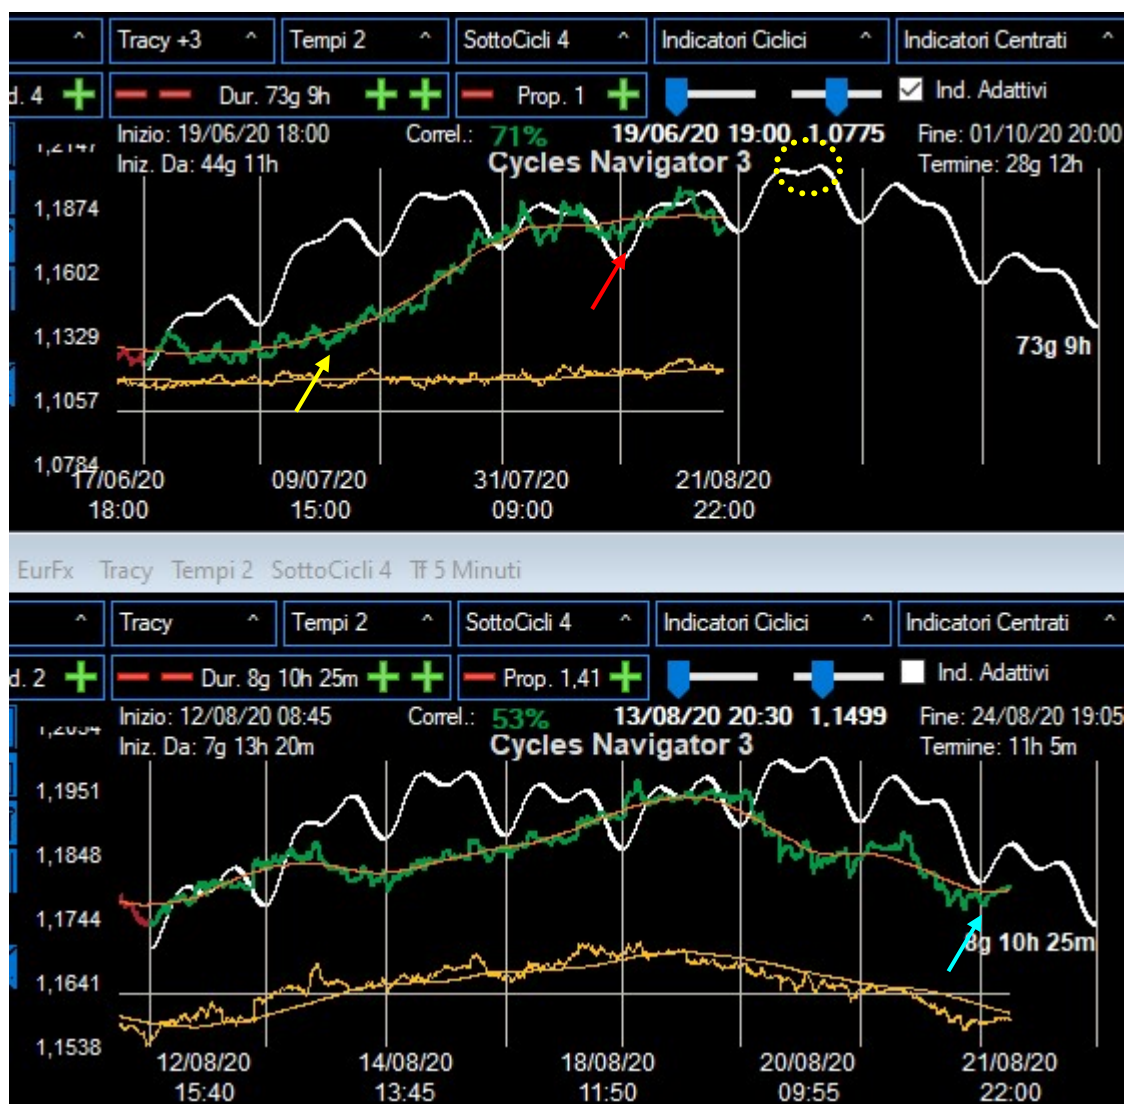 Tracy +3 ^ Tempi 2 ^ SottoCicli 4 ^ Indicatori Ciclici ^ Indicatori Centrati ^
d. 4 Dur. 73g 9h Prop. 1 Ind. Adattivi
Inizio: 19/06/20 18:00 Correl.: 71% 19/06/20 19:00 1,0775 Fine: 01/10/20 20:00
Iniz. Da: 44g 11h Cycles Navigator 3 Termine: 28g 12h
1,1874
1,1602
1,1329
73g 9h
1,1057
1,0784
17/06/20 09/07/20 31/07/20 21/08/20
18:00 15:00 09:00 22:00
EurFx Tracy Tempi 2 SottoCicli 4 Tf 5 Minuti
^ Tracy ^ Tempi 2 ^ SottoCicli 4 ^ Indicatori Ciclici ^ Indicatori Centrati ^
d. 2 Dur. 8g 10h 25m Prop. 1,41 Ind. Adattivi
Inizio: 12/08/20 08:45 Correl.: 53% 13/08/20 20:30 1,1499 Fine: 24/08/20 19:05
Iniz. Da: 7g 13h 20m Cycles Navigator 3 Termine: 11h 5m
1,1951
1,1848
1,1744
8g 10h 25m
1,1641
1,1538
12/08/20 14/08/20 18/08/20 20/08/20 21/08/20
15:40 13:45 11:50 09:55 22:00